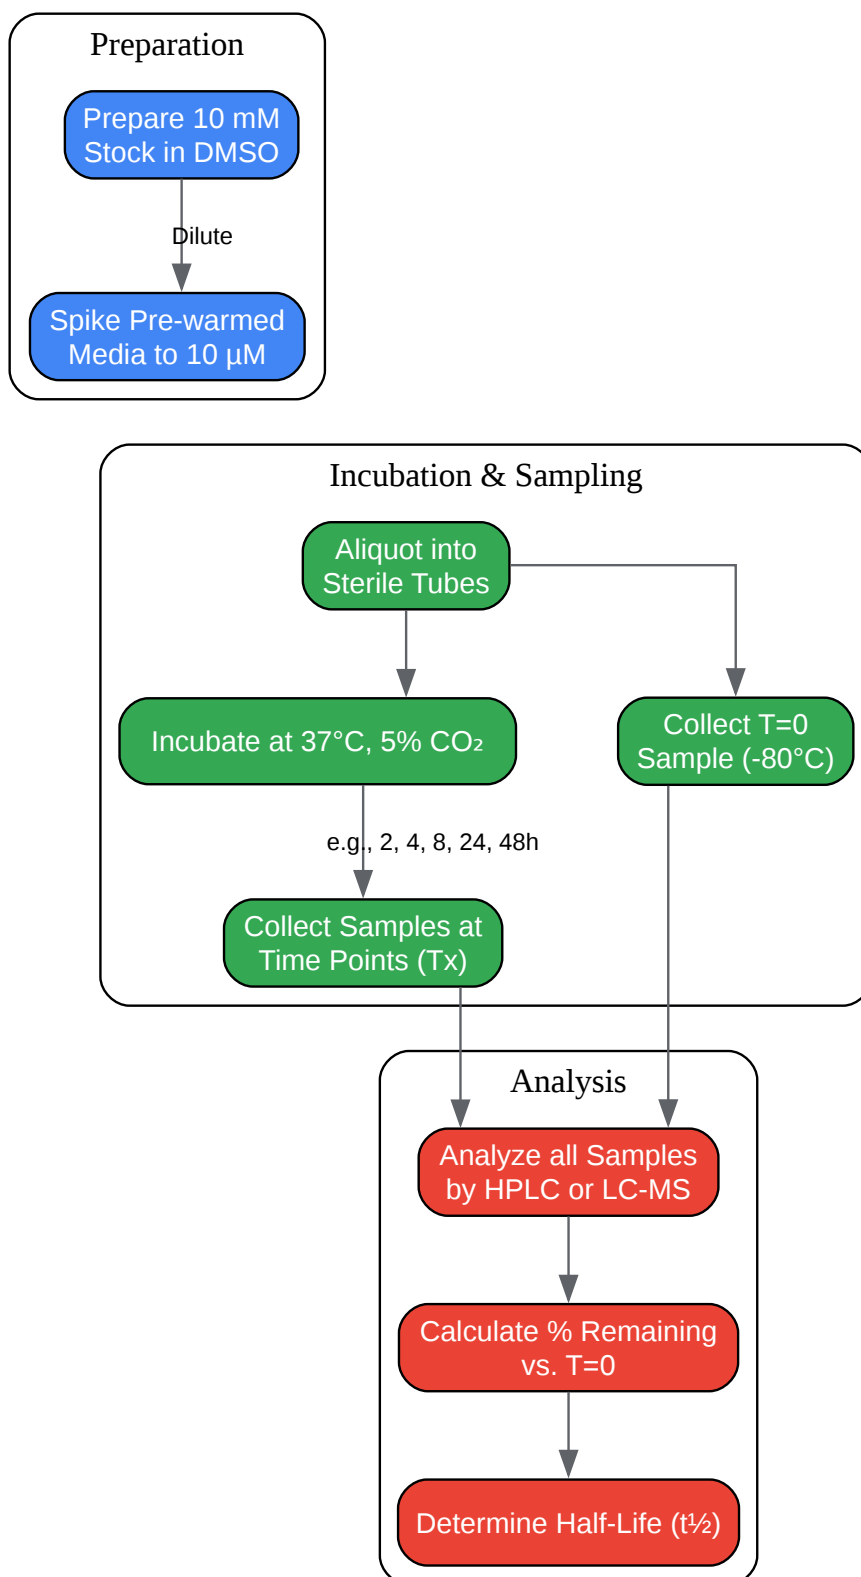 Preparation
Prepare 10 mM
Stock in DMSO
Dilute
Spike Pre-warmed
Media to 10 µM
Incubation & Sampling
Aliquot into
Sterile Tubes
Incubate at 37°C, 5% CO₂
Collect T=0
Sample (-80°C)
e.g., 2, 4, 8, 24, 48h
Collect Samples at
Time Points (Tx)
Analysis
Analyze all Samples
by HPLC or LC-MS
Calculate % Remaining
vs. T=0
Determine Half-Life (t½)